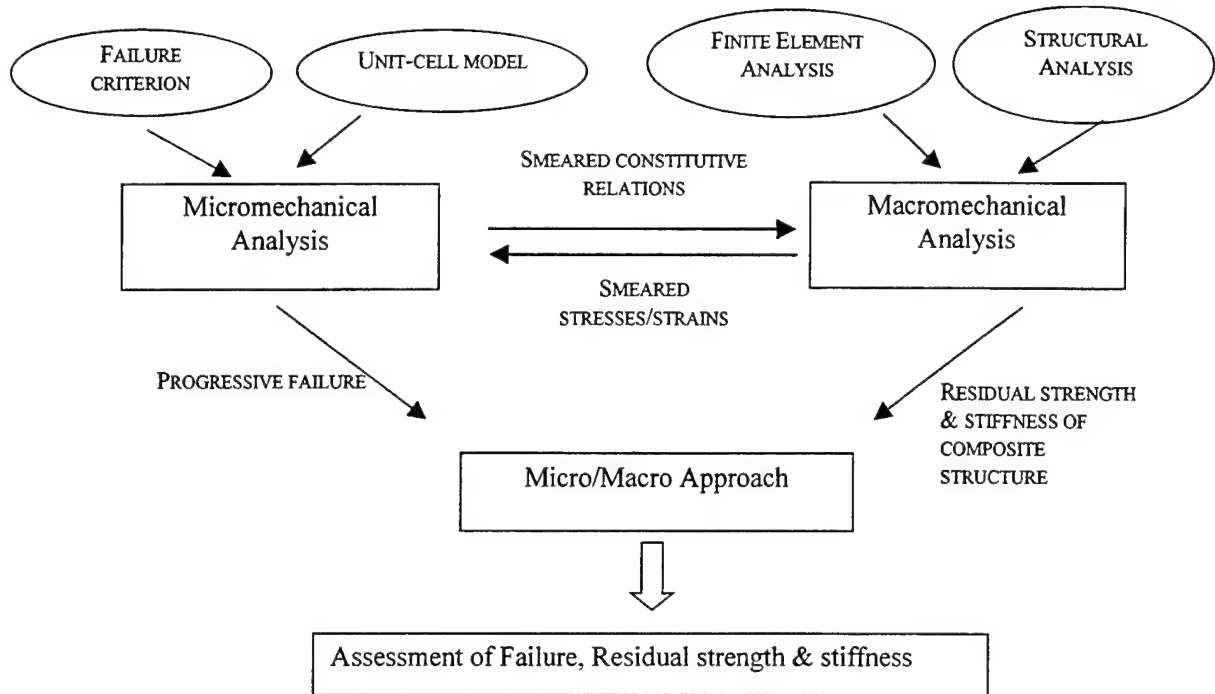 FAILURE
CRITERION
UNIT-CELL MODEL
FINITE ELEMENT
ANALYSIS
STRUCTURAL
ANALYSIS
SMEARED CONSTITUTIVE
RELATIONS
Micromechanical
Analysis
Macromechanical
Analysis
SMEARED
STRESSES/STRAINS
PROGRESSIVE FAILURE
RESIDUAL STRENGTH
& STIFFNESS OF
COMPOSITE
STRUCTURE
Micro/Macro Approach
Assessment of Failure, Residual strength & stiffness